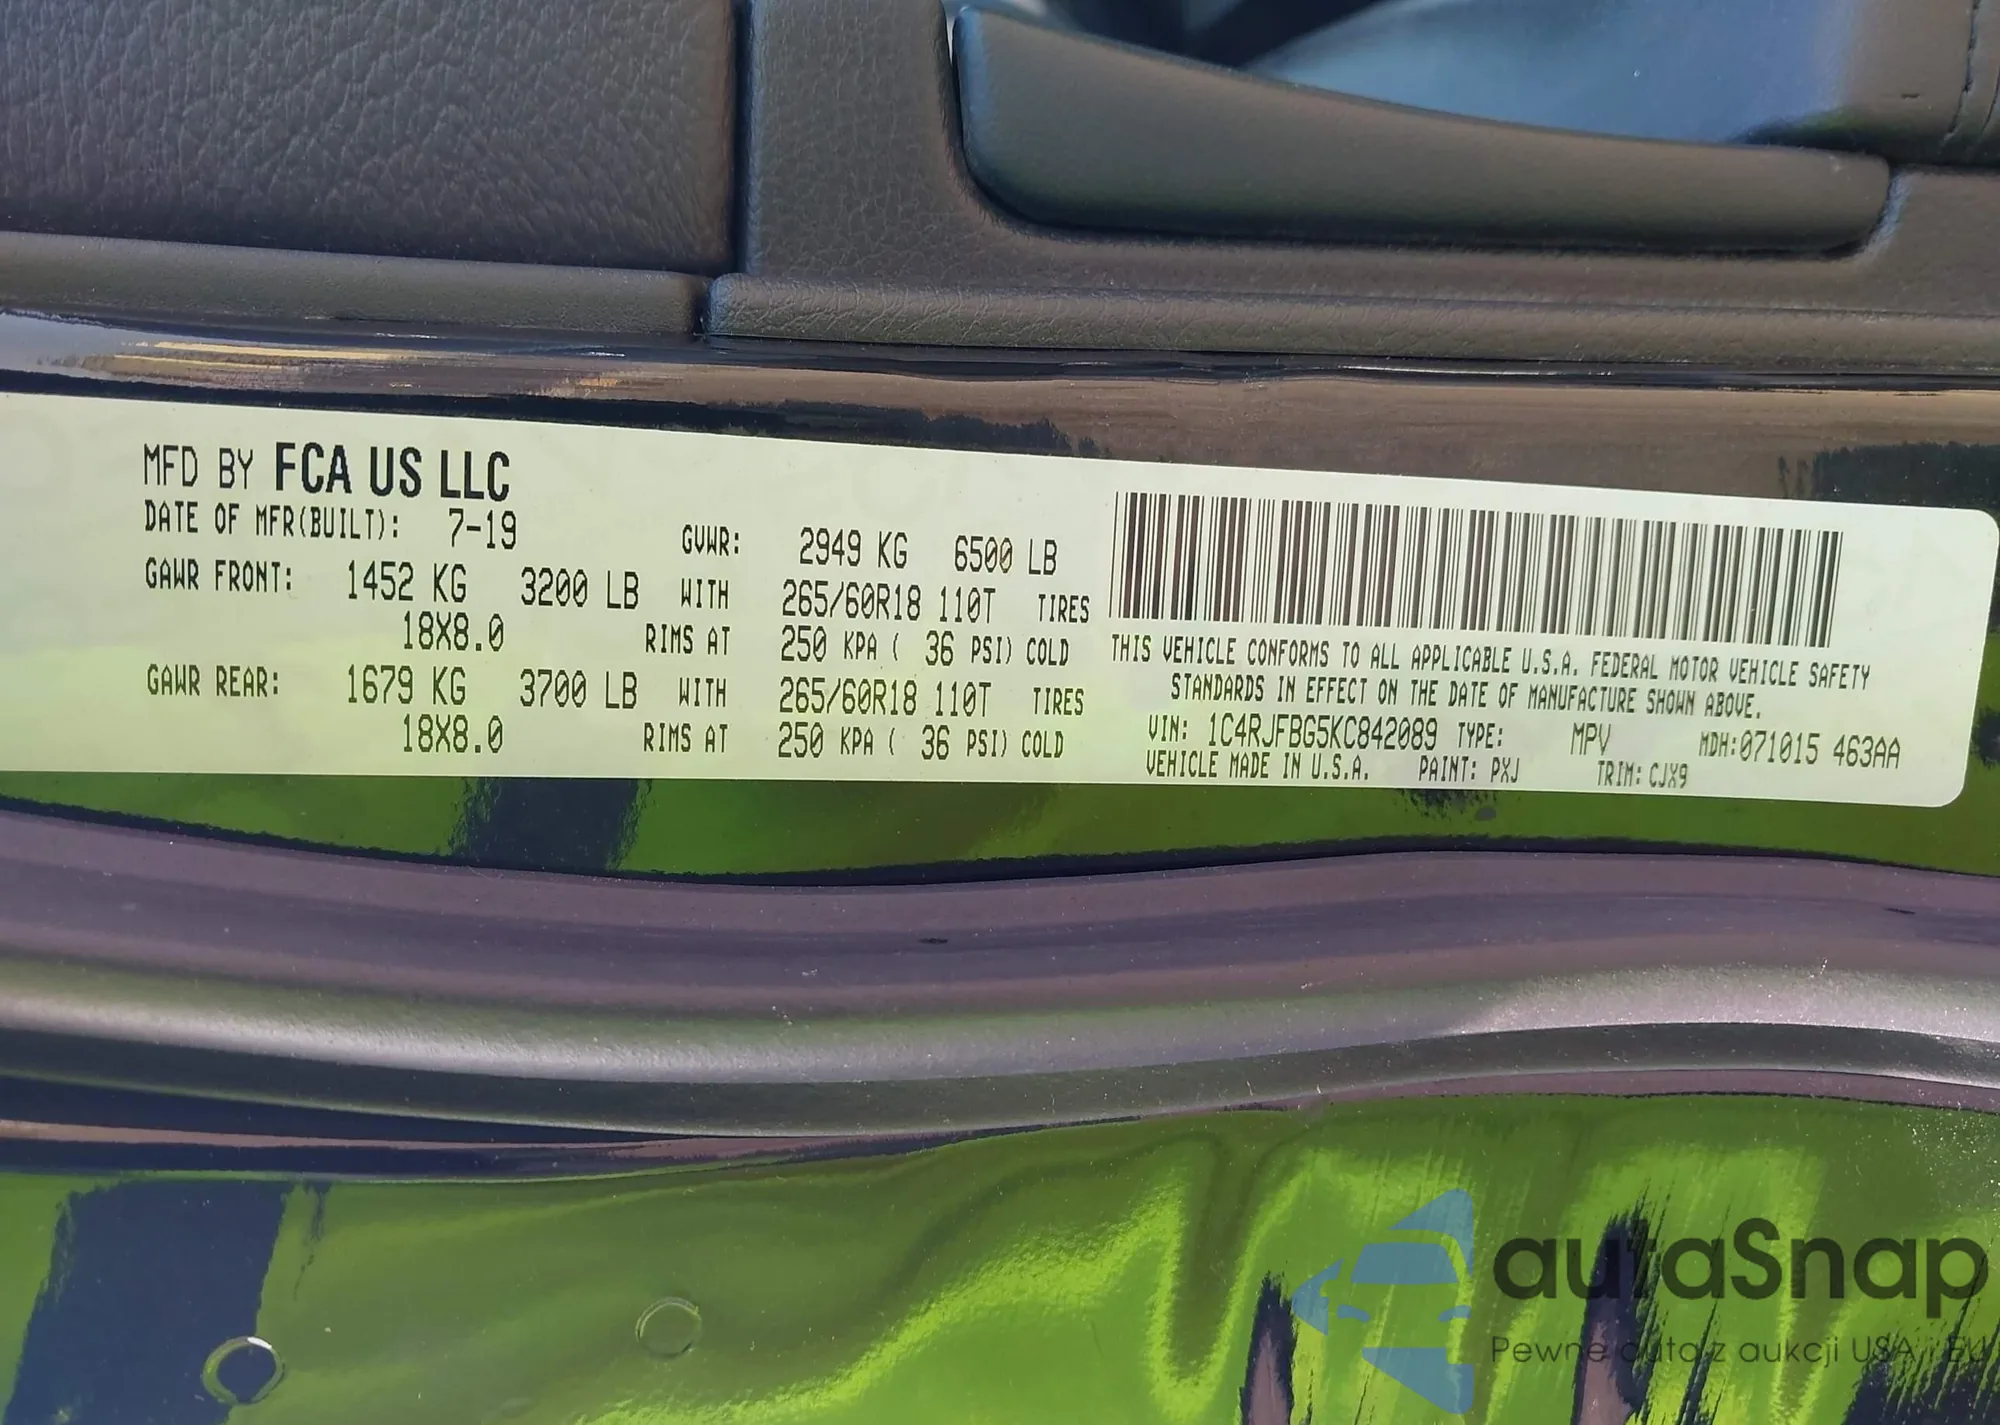 MFD BY FCA US LLC
DATE OF MFR(BUILT): 7-19
GVWR: 2949 KG 6500 LB
GAWR FRONT: 1452 KG 3200 LB WITH 265/60R18 110T TIRES
18X8.0 RIMS AT 250 KPA ( 36 PSI) COLD
GAWR REAR: 1679 KG 3700 LB WITH 265/60R18 110T TIRES
18X8.0 RIMS AT 250 KPA ( 36 PSI) COLD
THIS VEHICLE CONFORMS TO ALL APPLICABLE U.S.A. FEDERAL MOTOR VEHICLE SAFETY
STANDARDS IN EFFECT ON THE DATE OF MANUFACTURE SHOWN ABOVE.
VIN: 1C4RJFBG5KC842089 TYPE: MPV MDH:071015 463AA
VEHICLE MADE IN U.S.A. PAINT: PXJ TRIM: CJX9
autaSnap
Pewne auta z aukcji USA i EU